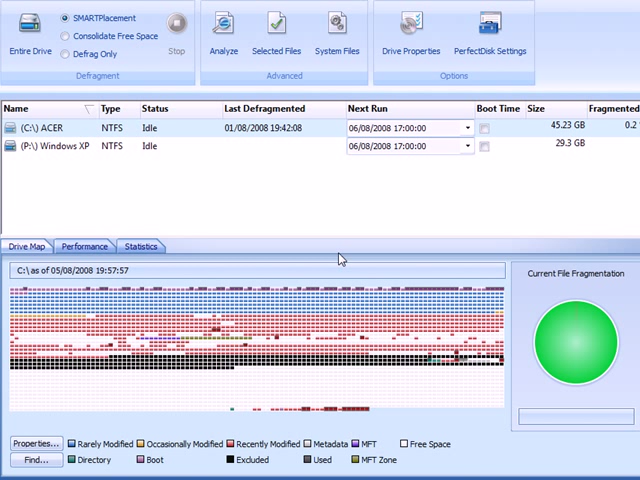 SMARTPlacement
Consolidate Free Space
Defrag Only
Entire Drive
Stop
Analyze
Selected Files
System Files
Drive Properties
PerfectDisk Settings
Defragment
Advanced
Options
Name Type Status Last Defragmented Next Run Boot Time Size Fragmented
(C:\) ACER NTFS Idle 01/08/2008 19:42:08 06/08/2008 17:00:00 45.23 GB 0.2
(P:\) Windows XP NTFS Idle 06/08/2008 17:00:00 29.3 GB
Drive Map Performance Statistics
C:\ as of 05/08/2008 19:57:57
Current File Fragmentation
Properties... Rarely Modified Occasionally Modified Recently Modified Metadata MFT Free Space
Find... Directory Boot Excluded Used MFT Zone